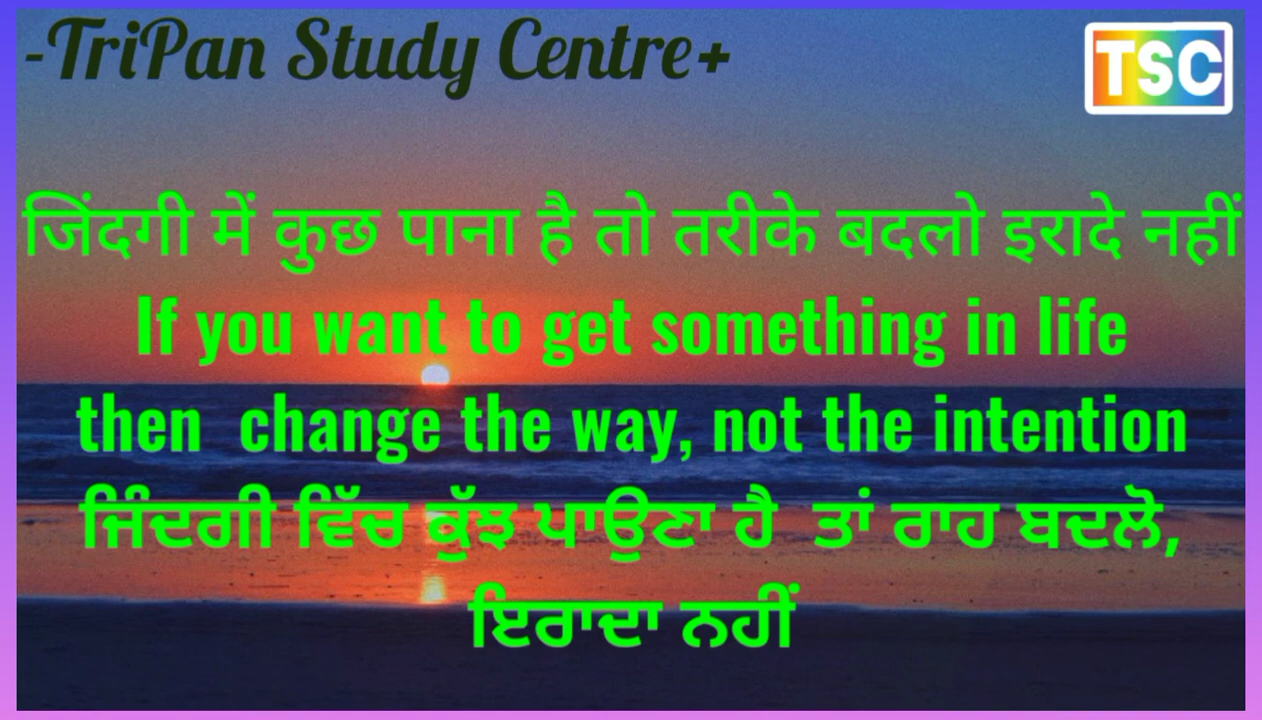 -TriPan Study Centre+
TSC
जिंदगी में कुछ पाना है तो तरीके बदलो इरादे नहीं
If you want to get something in life
then change the way, not the intention
ਜਿੰਦਗੀ ਵਿੱਚ ਕੁੱਝ ਪਾਉਣਾ ਹੈ ਤਾਂ ਰਾਹ ਬਦਲੋ,
ਇਰਾਦਾ ਨਹੀਂ